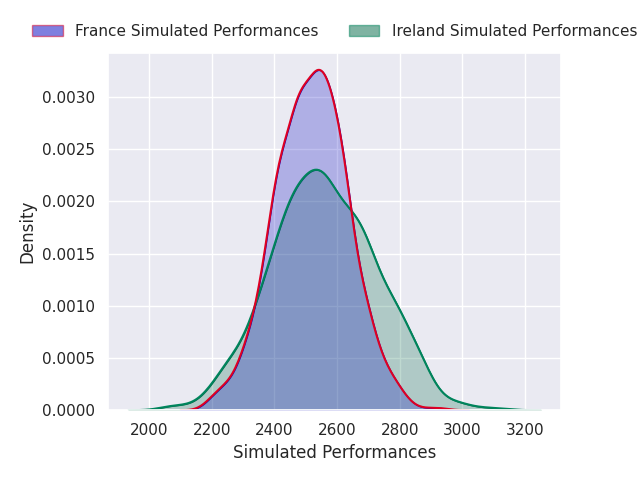 France Simulated Performances
Ireland Simulated Performances
0.0030
0.0025
0.0020
0.0015
0.0010
0.0005
0.0000
Density
2000 2200 2400 2600 2800 3000 3200
Simulated Performances